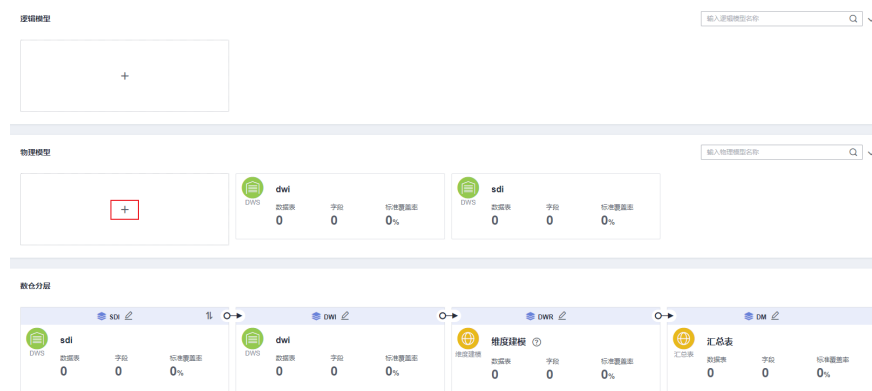 逻辑模型
输入逻辑模型名称
+
物理模型
输入物理模型名称
+
DWS
dwi
数据表 字段 标准覆盖率
0 0 0%
DWS
sdi
数据表 字段 标准覆盖率
0 0 0%
数仓分层
SDI
DWI
DWR
DM
DWS
sdi
数据表 字段 标准覆盖率
0 0 0%
DWS
dwi
数据表 字段 标准覆盖率
0 0 0%
维度建模
维度建模 ?
数据表 字段 标准覆盖率
0 0 0%
汇总表
汇总表
数据表 字段 标准覆盖率
0 0 0%